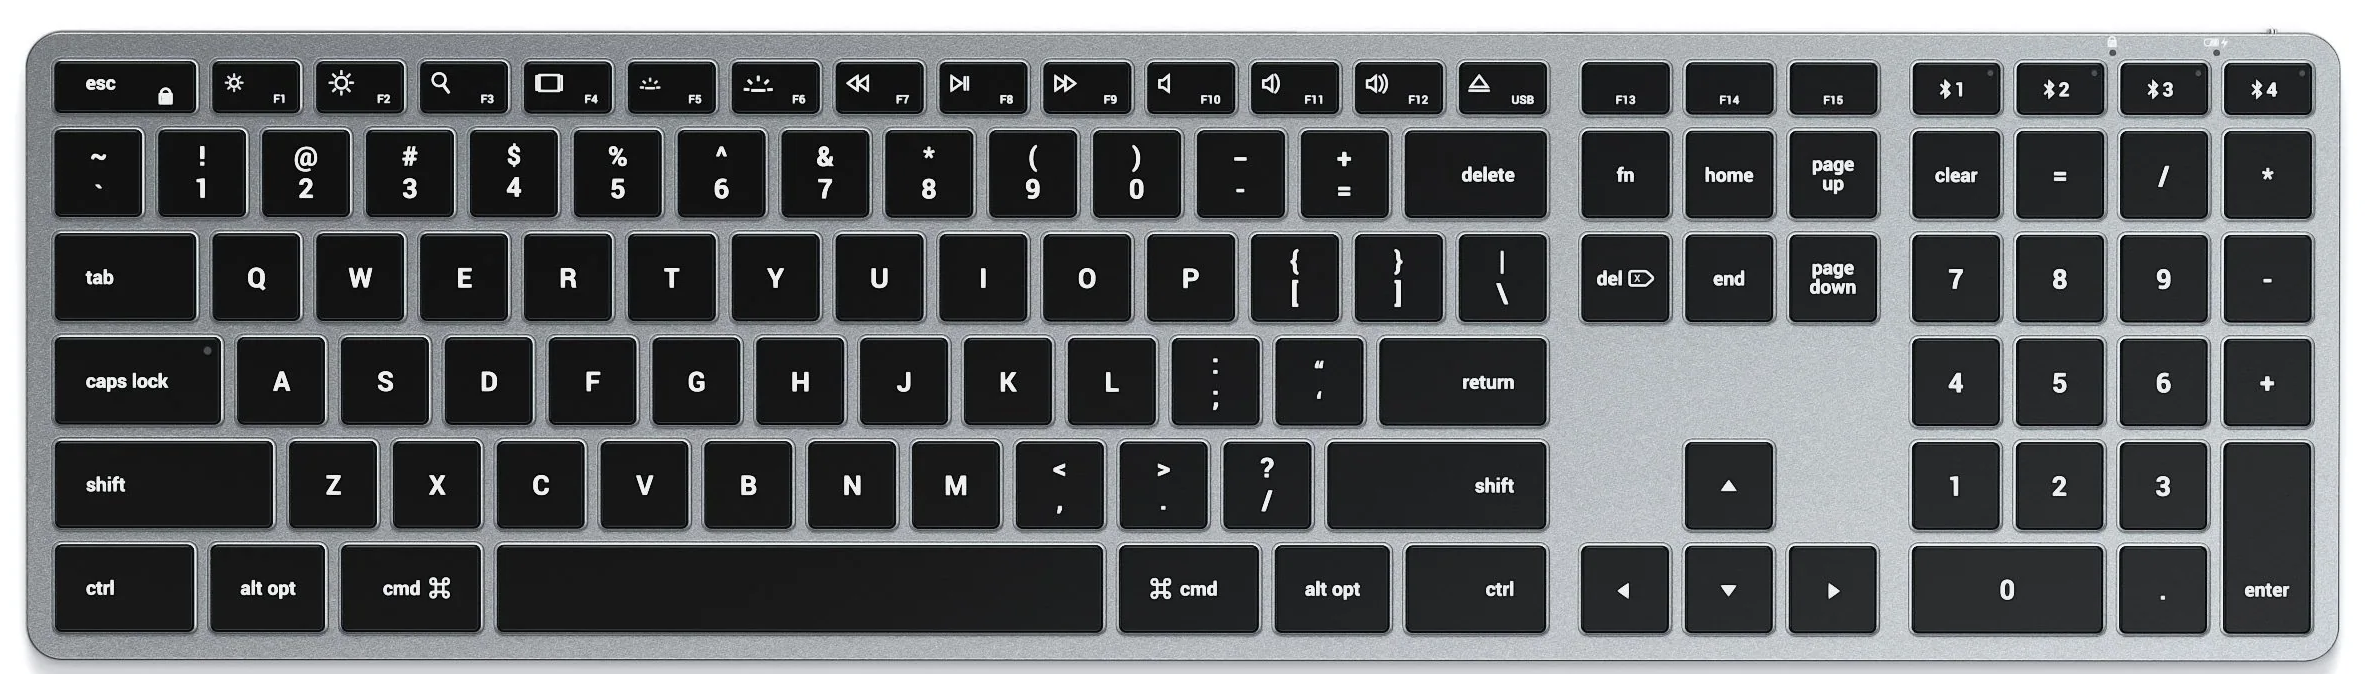 esc F1 F2 F3 F4 F5 F6 F7 F8 F9 F10 F11 F12 USB F13 F14 F15 1 2 3 4
~ ! @ # $ % ^ & * ( ) – + page
` 1 2 3 4 5 6 7 8 9 0 - = delete fn home up clear = / *
tab Q W E R T Y U I O P { } | page
[ ] \ del x end down 7 8 9 -
caps lock A S D F G H J K L : “ return 4 5 6 +
; ‘
shift Z X C V B N M < > ? shift ▲ 1 2 3
, . /
ctrl alt opt cmd ⌘ ⌘ cmd alt opt ctrl ◀ ▼ ▶ 0 . enter